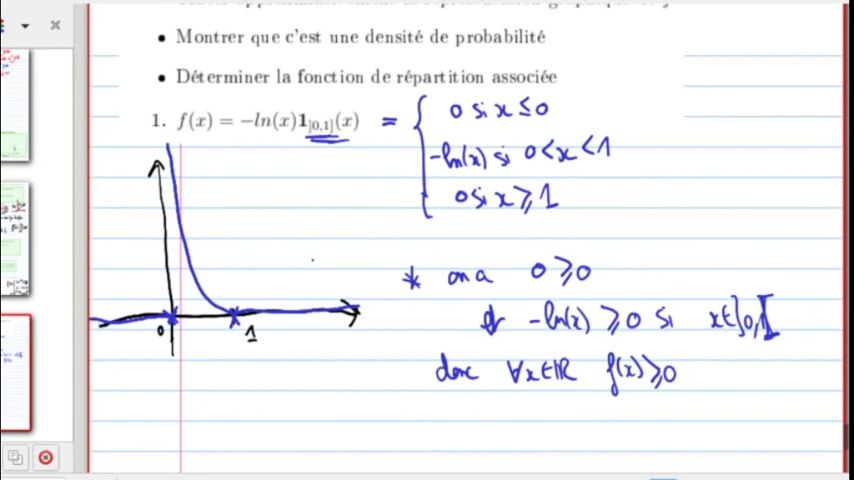 • Montrer que c'est une densité de probabilité
• Déterminer la fonction de répartition associée
1. f(x) = −ln(x)1]0,1](x) = { 0 si x ≤ 0
-ln(x) si 0 < x < 1
0 si x ⩾ 1
* on a 0 ⩾ 0
-ln(x) ⩾ 0 si x ∈ ]0,1[
0 1
donc ∀x∈ℝ f(x) ⩾ 0